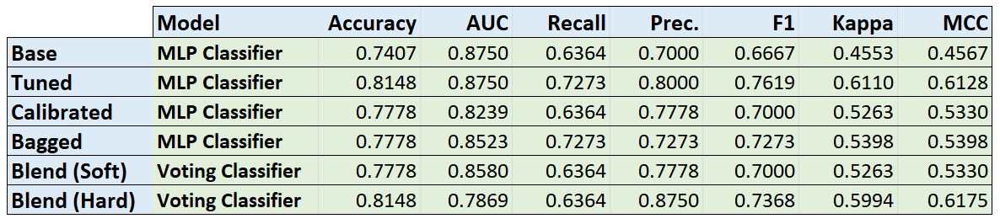 Model Accuracy AUC Recall Prec. F1 Kappa MCC
Base MLP Classifier 0.7407 0.8750 0.6364 0.7000 0.6667 0.4553 0.4567
Tuned MLP Classifier 0.8148 0.8750 0.7273 0.8000 0.7619 0.6110 0.6128
Calibrated MLP Classifier 0.7778 0.8239 0.6364 0.7778 0.7000 0.5263 0.5330
Bagged MLP Classifier 0.7778 0.8523 0.7273 0.7273 0.7273 0.5398 0.5398
Blend (Soft) Voting Classifier 0.7778 0.8580 0.6364 0.7778 0.7000 0.5263 0.5330
Blend (Hard) Voting Classifier 0.8148 0.7869 0.6364 0.8750 0.7368 0.5994 0.6175